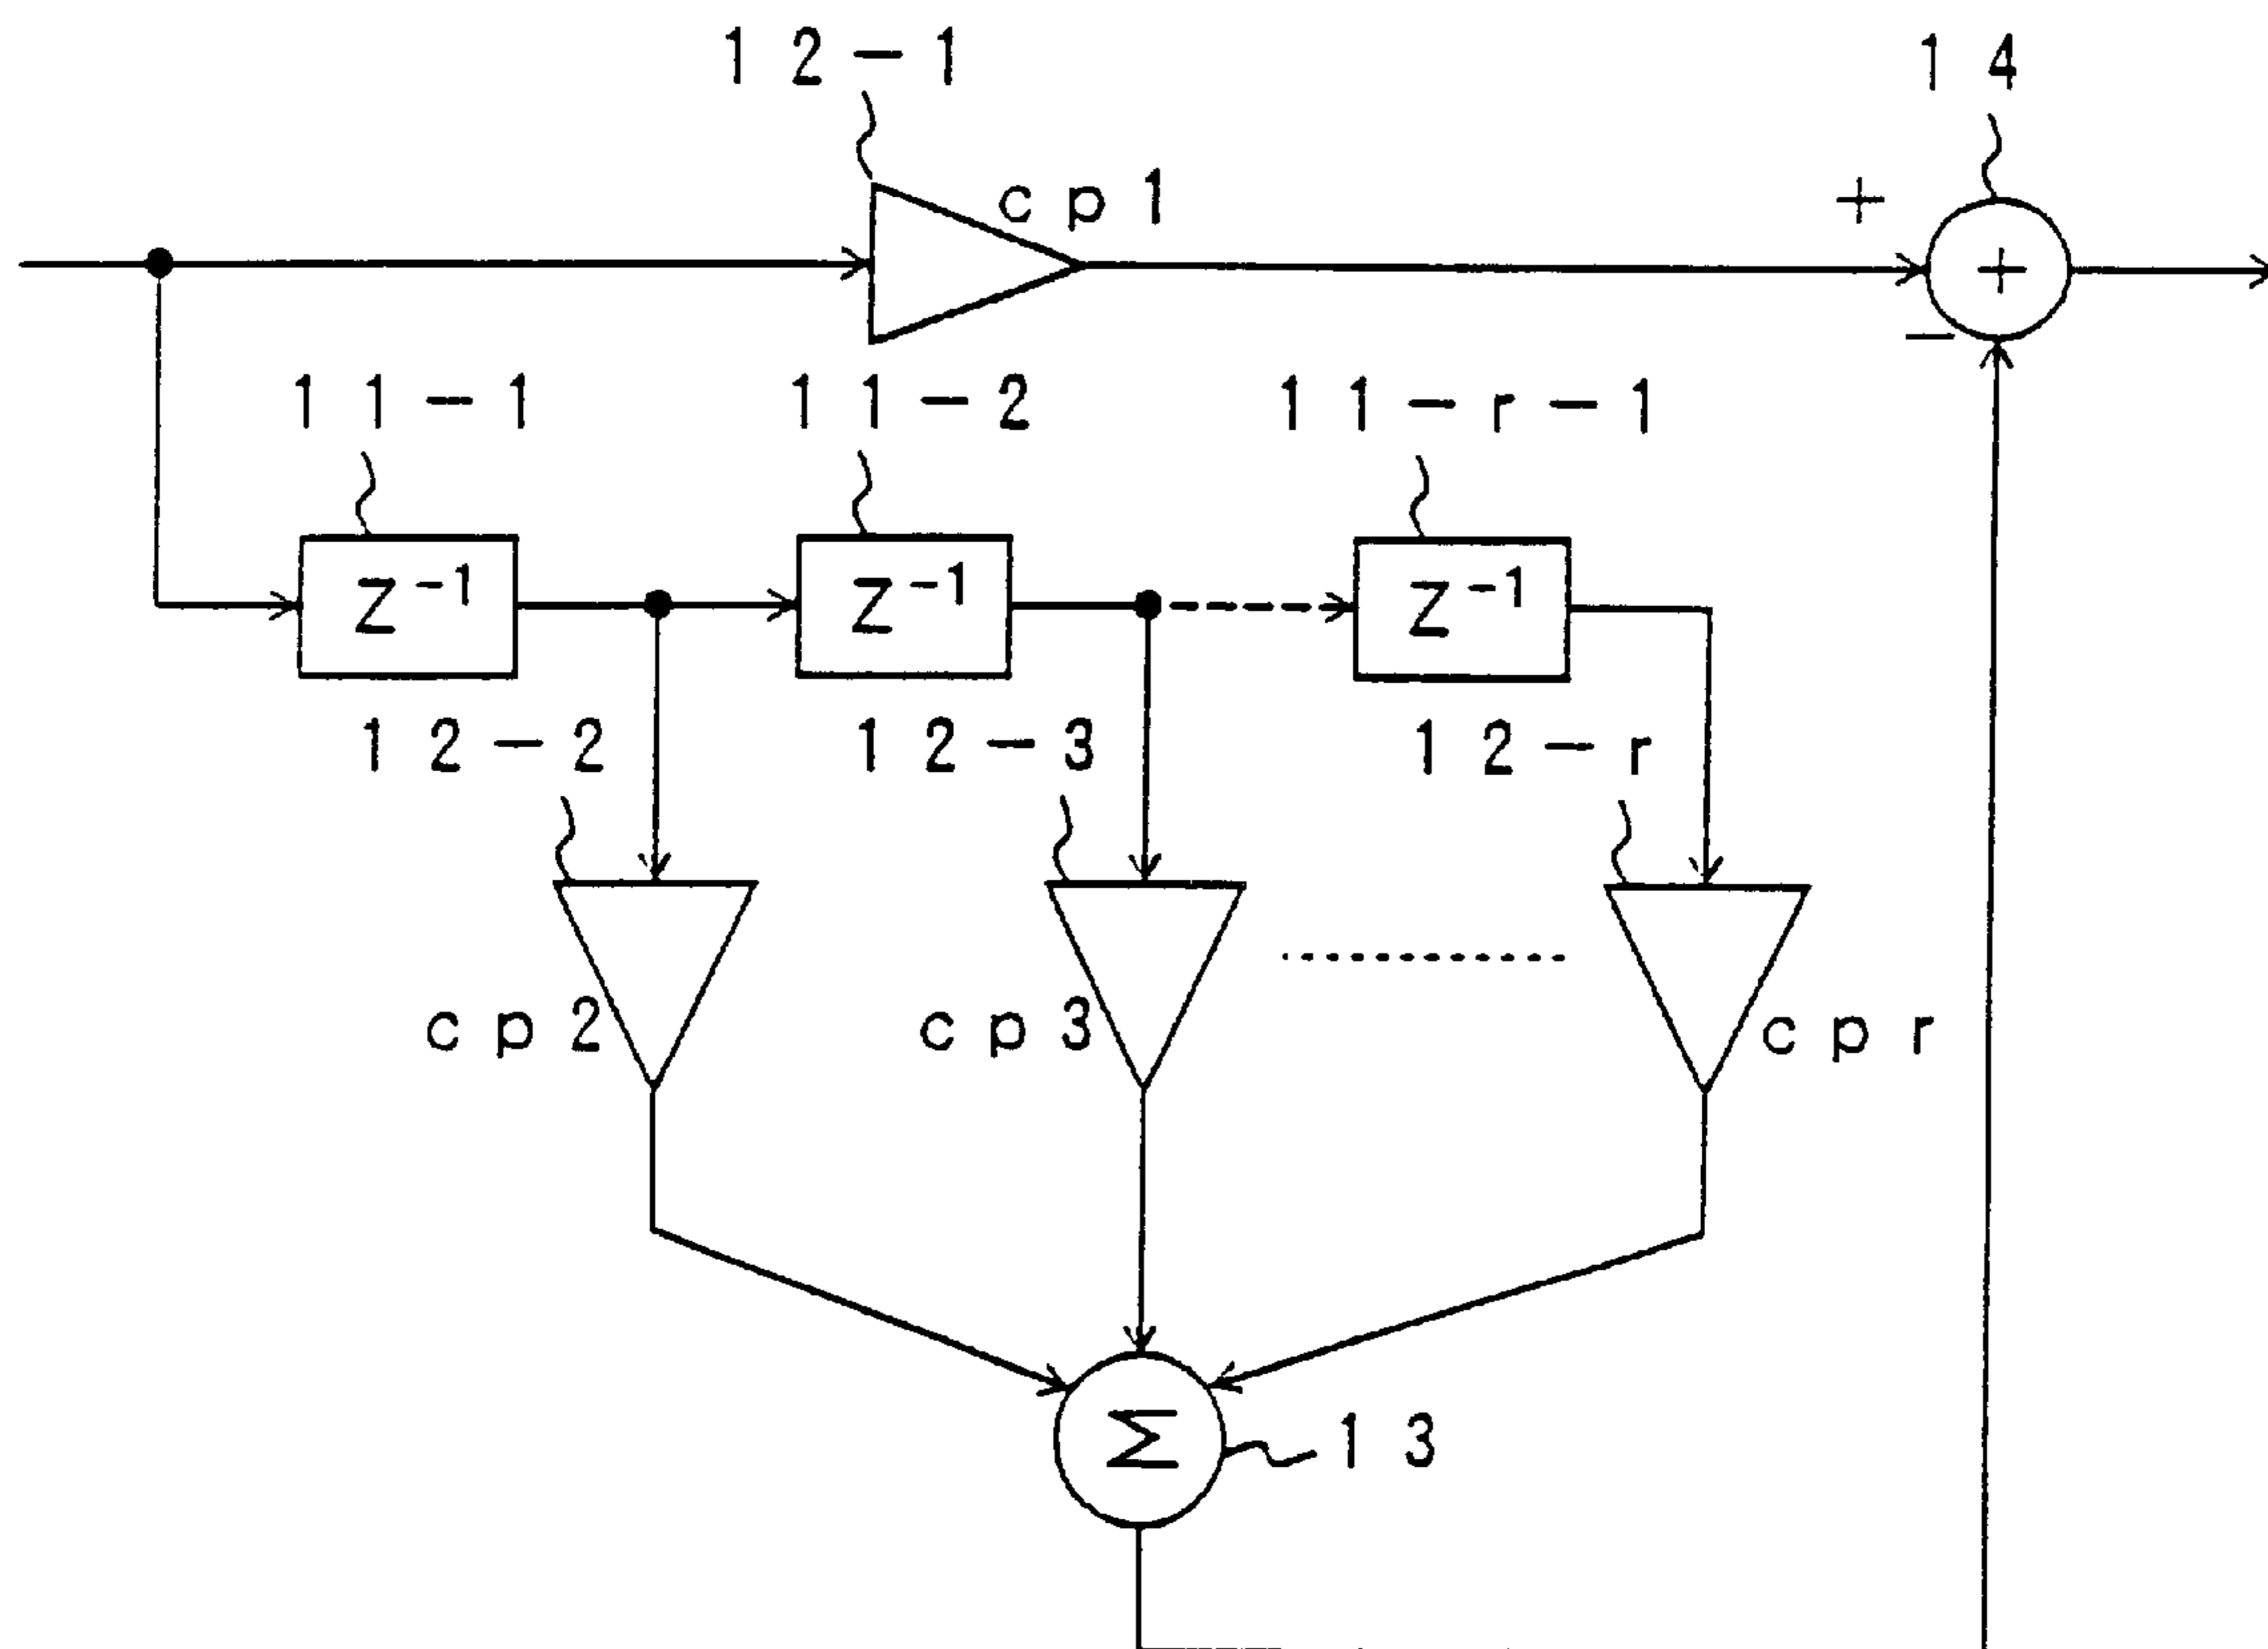 12-1
14
cp1
+
+
−
11-1
11-2
11-r-1
Z⁻¹
Z⁻¹
Z⁻¹
12-2
12-3
12-r
cp2
cp3
cpr
Σ
13